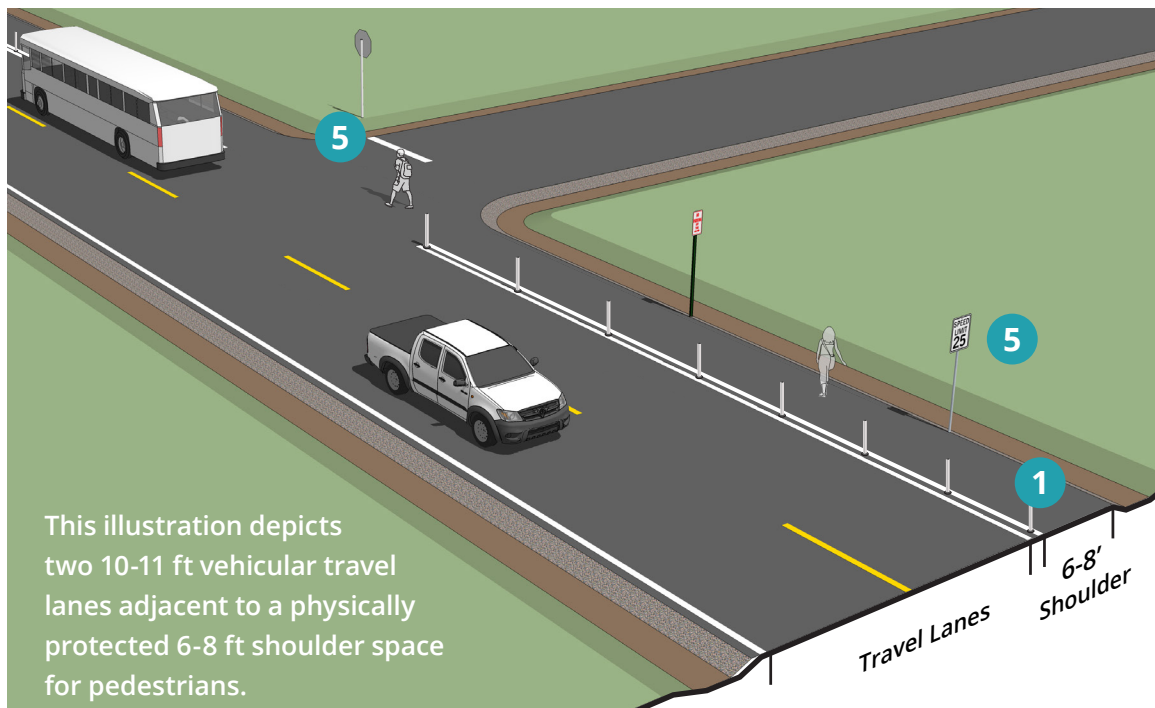 5
SPEED
LIMIT
25
5
1
This illustration depicts
two 10-11 ft vehicular travel
lanes adjacent to a physically
protected 6-8 ft shoulder space
for pedestrians.
Travel Lanes
6-8’
Shoulder